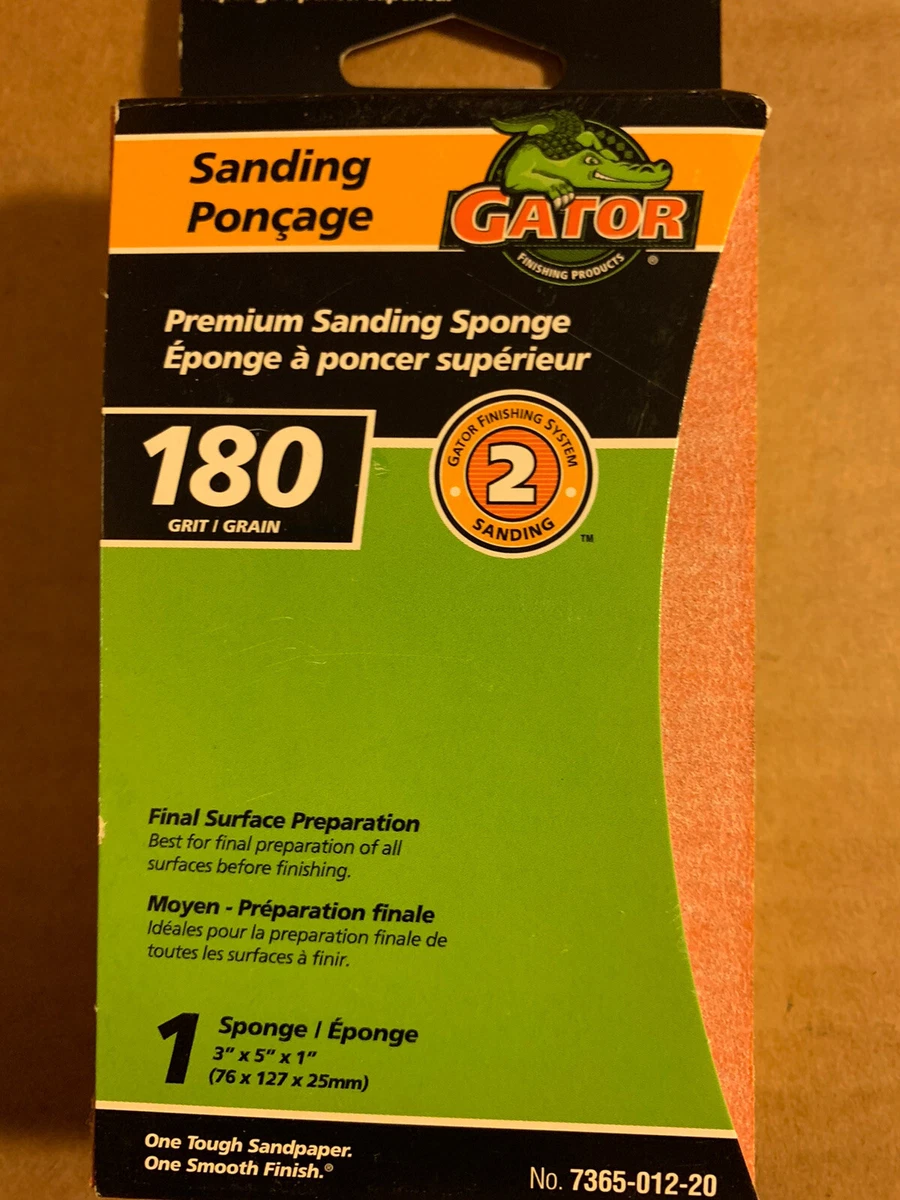 Sanding
Ponçage
GATOR
FINISHING PRODUCTS
®
Premium Sanding Sponge
Éponge à poncer supérieur
180
GRIT / GRAIN
GATOR FINISHING SYSTEM
2
SANDING
™
Final Surface Preparation
Best for final preparation of all
surfaces before finishing.
Moyen - Préparation finale
Idéales pour la preparation finale de
toutes les surfaces à finir.
1 Sponge / Éponge
3" x 5" x 1"
(76 x 127 x 25mm)
One Tough Sandpaper.
One Smooth Finish.®
No. 7365-012-20